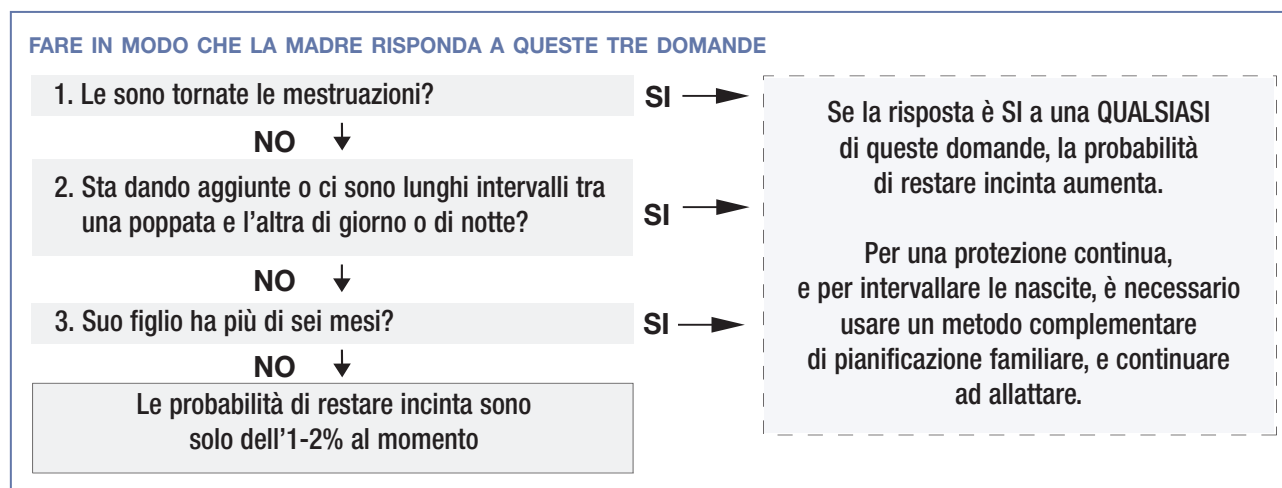 FARE IN MODO CHE LA MADRE RISPONDA A QUESTE TRE DOMANDE
1. Le sono tornate le mestruazioni?
SI
NO
2. Sta dando aggiunte o ci sono lunghi intervalli tra
una poppata e l'altra di giorno o di notte?
SI
NO
3. Suo figlio ha più di sei mesi?
SI
NO
Le probabilità di restare incinta sono
solo dell'1-2% al momento
Se la risposta è SI a una QUALSIASI
di queste domande, la probabilità
di restare incinta aumenta.
Per una protezione continua,
e per intervallare le nascite, è necessario
usare un metodo complementare
di pianificazione familiare, e continuare
ad allattare.